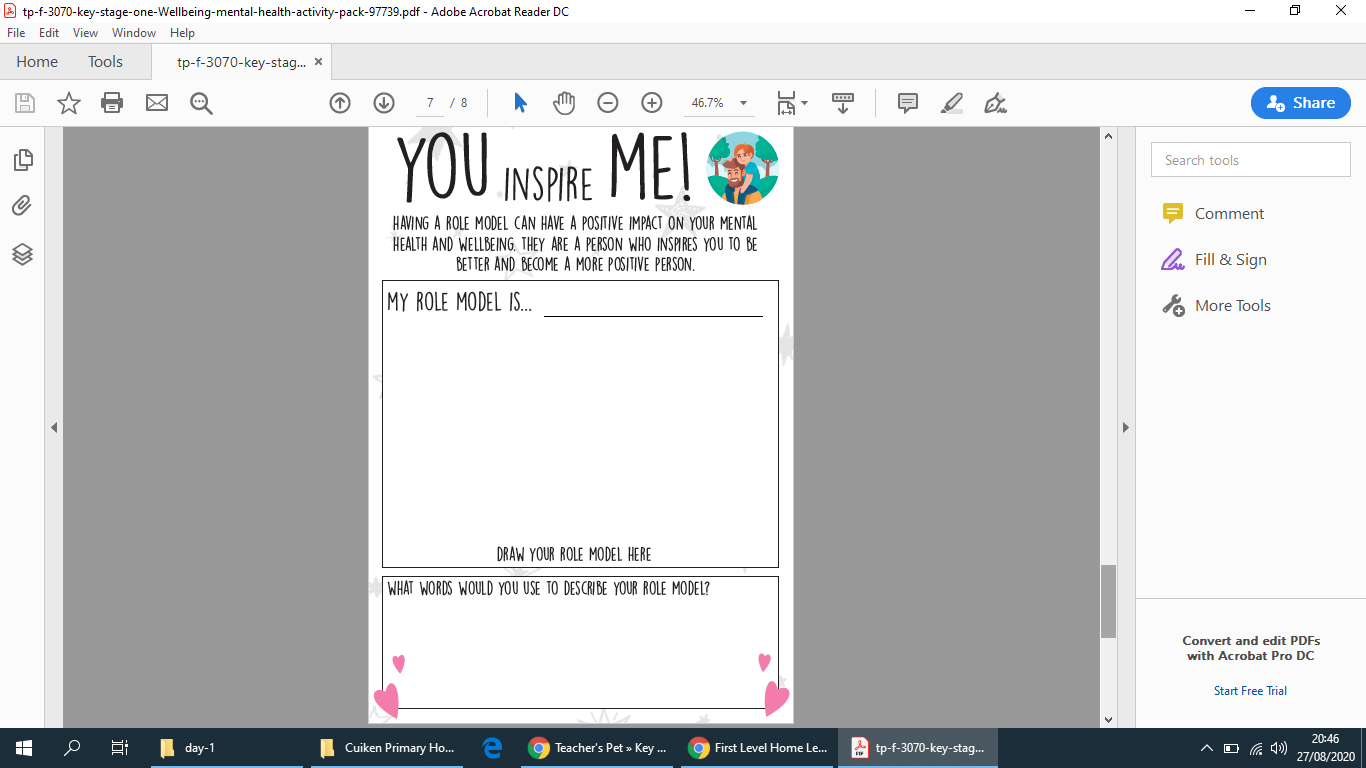 tp-f-3070-key-stage-one-Wellbeing-mental-health-activity-pack-97739.pdf - Adobe Acrobat Reader DC
File Edit View Window Help
Home Tools tp-f-3070-key-stag... ×
7 / 8 46.7% Share
YOU INSPIRE ME!
HAVING A ROLE MODEL CAN HAVE A POSITIVE IMPACT ON YOUR MENTAL
HEALTH AND WELLBEING. THEY ARE A PERSON WHO INSPIRES YOU TO BE
BETTER AND BECOME A MORE POSITIVE PERSON.
MY ROLE MODEL IS...
DRAW YOUR ROLE MODEL HERE
WHAT WORDS WOULD YOU USE TO DESCRIBE YOUR ROLE MODEL?
Search tools
Comment
Fill & Sign
More Tools
Convert and edit PDFs
with Acrobat Pro DC
Start Free Trial
day-1 Cuiken Primary Ho... Teacher's Pet » Key ... First Level Home Le... PDF tp-f-3070-key-stag... 20:46
27/08/2020